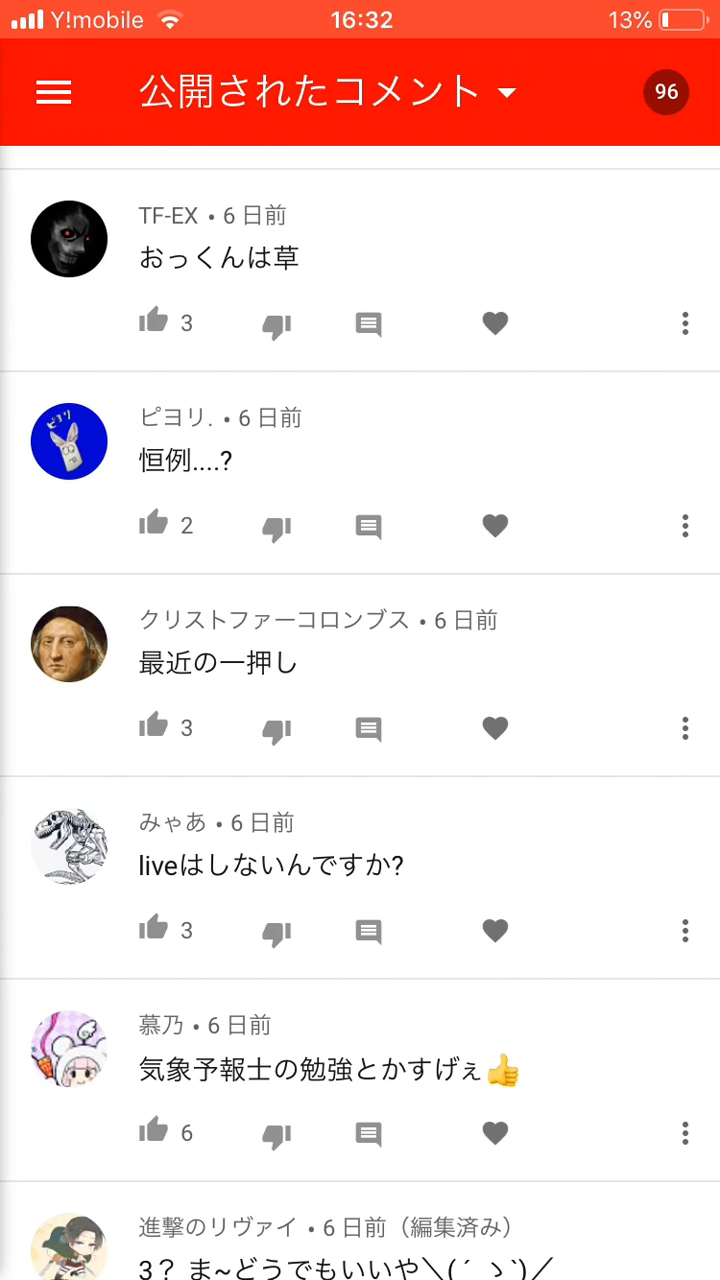 Y!mobile 16:32 13%
公開されたコメント 96
TF-EX • 6 日前
おっくんは草
3
ピヨリ
ピヨリ. • 6 日前
恒例....?
2
クリストファーコロンブス • 6 日前
最近の一押し
3
みゃあ • 6 日前
liveはしないんですか?
3
慕乃 • 6 日前
気象予報士の勉強とかすげぇ👍
6
進撃のリヴァイ • 6 日前（編集済み）
3？ ま~どうでもいいや＼(´ゝ`)／